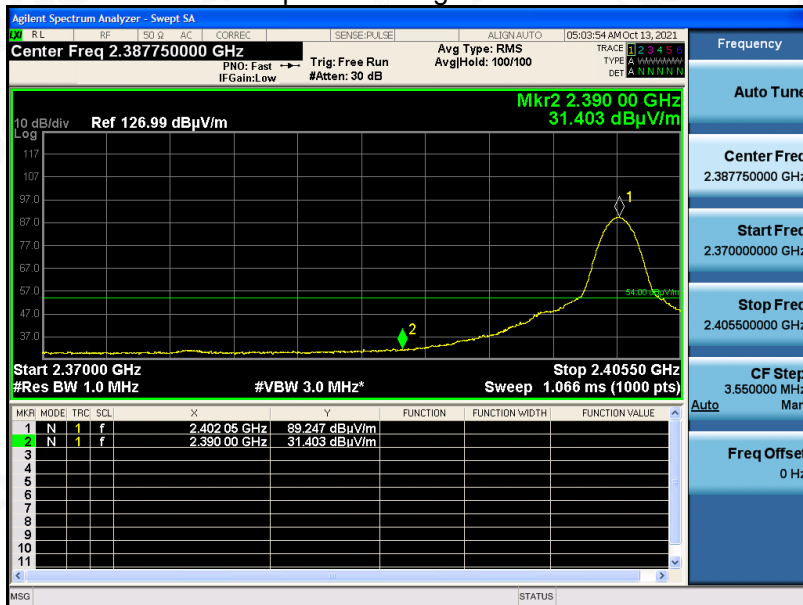 Agilent Spectrum Analyzer - Swept SA
LXI RL RF 50 Ω AC CORREC SENSE:PULSE ALIGN AUTO 05:03:54 AM Oct 13, 2021
Center Freq 2.387750000 GHz
PNO: Fast
IFGain:Low
Trig: Free Run
#Atten: 30 dB
Avg Type: RMS
Avg|Hold: 100/100
TRACE 1 2 3 4 5 6
TYPE A WWWWW
DET A N N N N N
Mkr2 2.390 00 GHz
31.403 dBµV/m
10 dB/div
Log
Ref 126.99 dBµV/m
117
107
97.0
87.0
77.0
67.0
57.0
47.0
37.0
1
54.00 dBµV/m
2
Start 2.37000 GHz Stop 2.40550 GHz
#Res BW 1.0 MHz #VBW 3.0 MHz* Sweep 1.066 ms (1000 pts)
MKR MODE TRC SCL X Y FUNCTION FUNCTION WIDTH FUNCTION VALUE
1 N 1 f 2.402 05 GHz 89.247 dBµV/m
2 N 1 f 2.390 00 GHz 31.403 dBµV/m
3
4
5
6
7
8
9
10
11
MSG STATUS
Frequency
Auto Tune
Center Freq
2.387750000 GHz
Start Freq
2.370000000 GHz
Stop Freq
2.405500000 GHz
CF Step
3.550000 MHz
Auto Man
Freq Offset
0 Hz